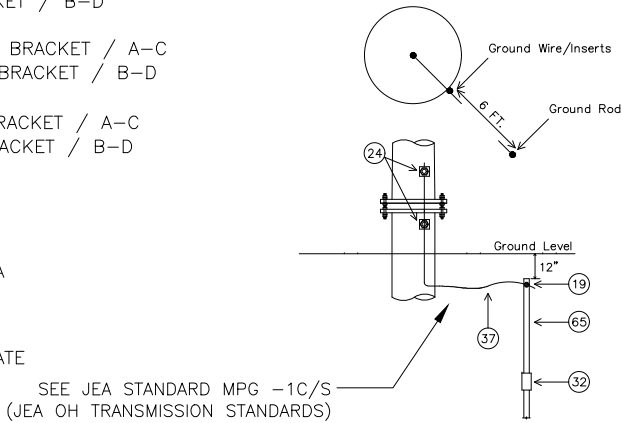 KET / B-D
BRACKET / A-C
BRACKET / B-D
RACKET / A-C
ACKET / B-D
A
ATE
SEE JEA STANDARD MPG -1C/S
(JEA OH TRANSMISSION STANDARDS)
Ground Wire/Inserts
6 FT.
Ground Rod
24
Ground Level
12"
19
65
37
32